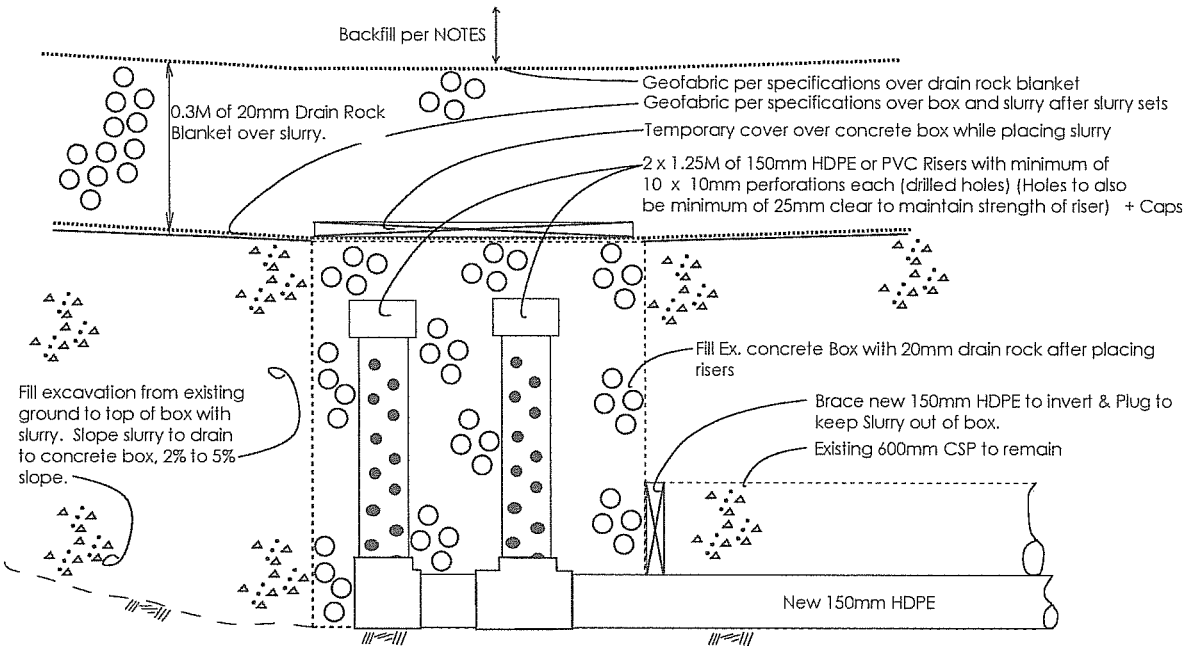 Backfill per NOTES
Geofabric per specifications over drain rock blanket
0.3M of 20mm Drain Rock
Blanket over slurry.
Geofabric per specifications over box and slurry after slurry sets
Temporary cover over concrete box while placing slurry
2 x 1.25M of 150mm HDPE or PVC Risers with minimum of
10 x 10mm perforations each (drilled holes) (Holes to also
be minimum of 25mm clear to maintain strength of riser) + Caps
Fill Ex. concrete Box with 20mm drain rock after placing
risers
Fill excavation from existing
ground to top of box with
slurry. Slope slurry to drain
to concrete box, 2% to 5%
slope.
Brace new 150mm HDPE to invert & Plug to
keep Slurry out of box.
Existing 600mm CSP to remain
New 150mm HDPE